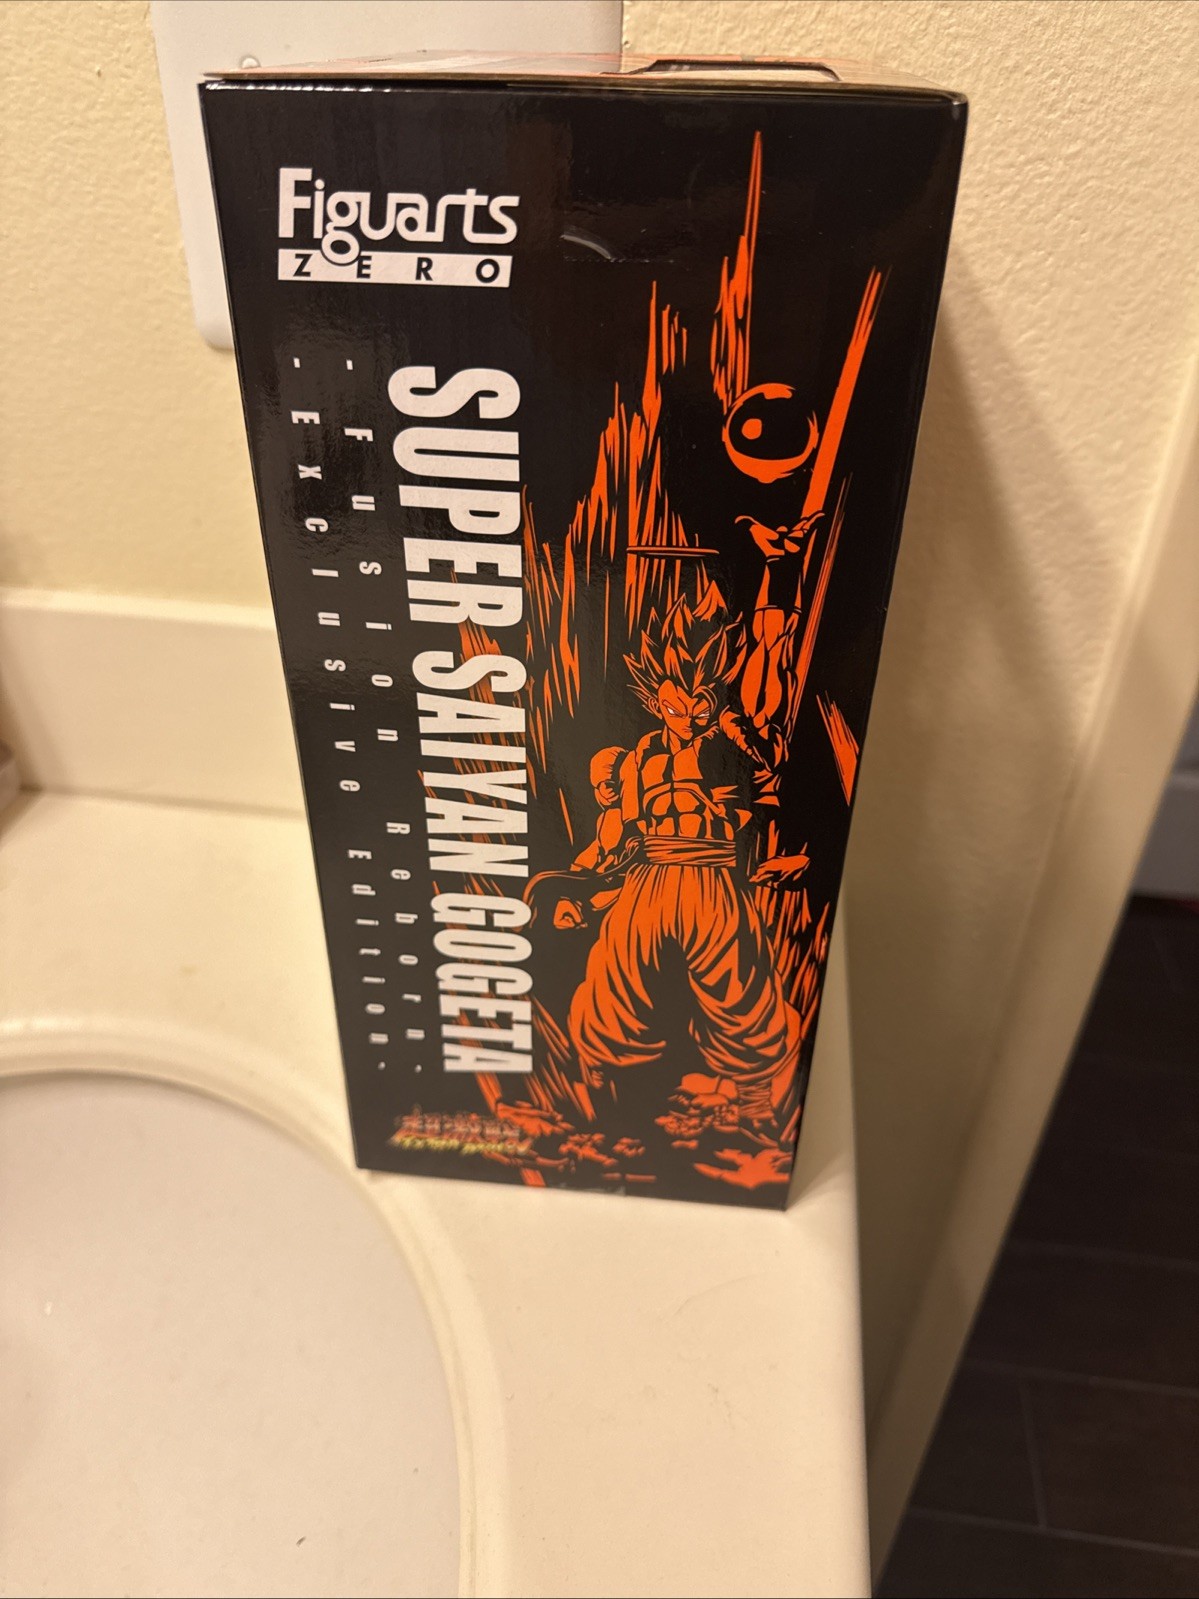 Figuarts
ZERO
SUPER SAIYAN GOGETA
- Fusion Reborn -
- Exclusive Edition -